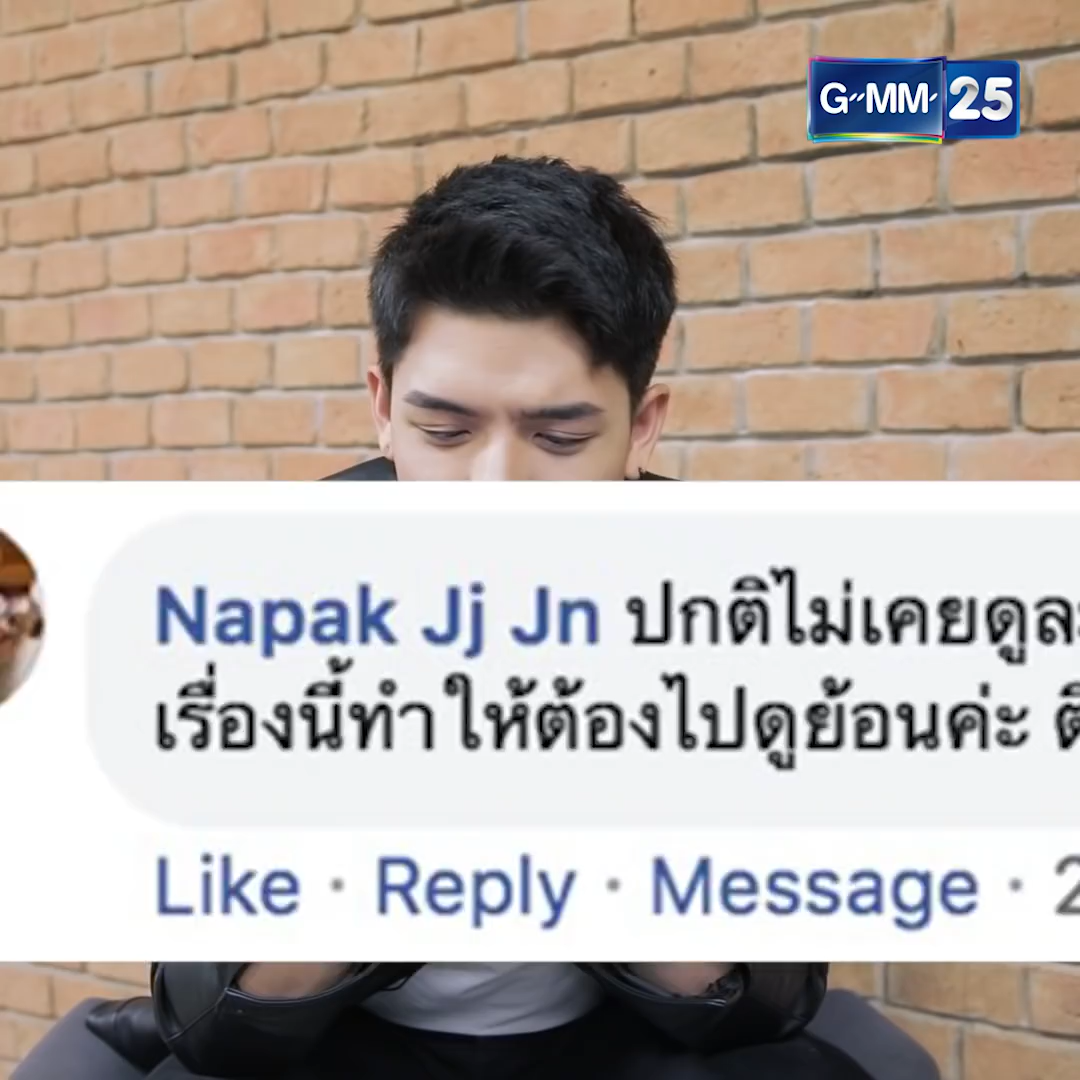 GMM 25
Napak Jj Jn ปกติไม่เคยดู
เรื่องนี้ทำให้ต้องไปดูย้อนค่ะ
Like · Reply · Message · 2